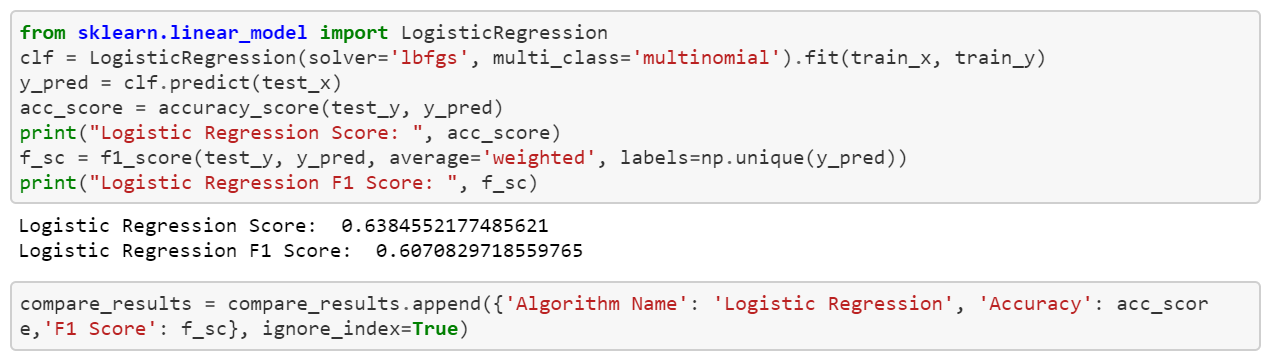 from sklearn.linear_model import LogisticRegression
clf = LogisticRegression(solver='lbfgs', multi_class='multinomial').fit(train_x, train_y)
y_pred = clf.predict(test_x)
acc_score = accuracy_score(test_y, y_pred)
print("Logistic Regression Score: ", acc_score)
f_sc = f1_score(test_y, y_pred, average='weighted', labels=np.unique(y_pred))
print("Logistic Regression F1 Score: ", f_sc)
Logistic Regression Score:  0.6384552177485621
Logistic Regression F1 Score:  0.6070829718559765
compare_results = compare_results.append({'Algorithm Name': 'Logistic Regression', 'Accuracy': acc_scor
e,'F1 Score': f_sc}, ignore_index=True)